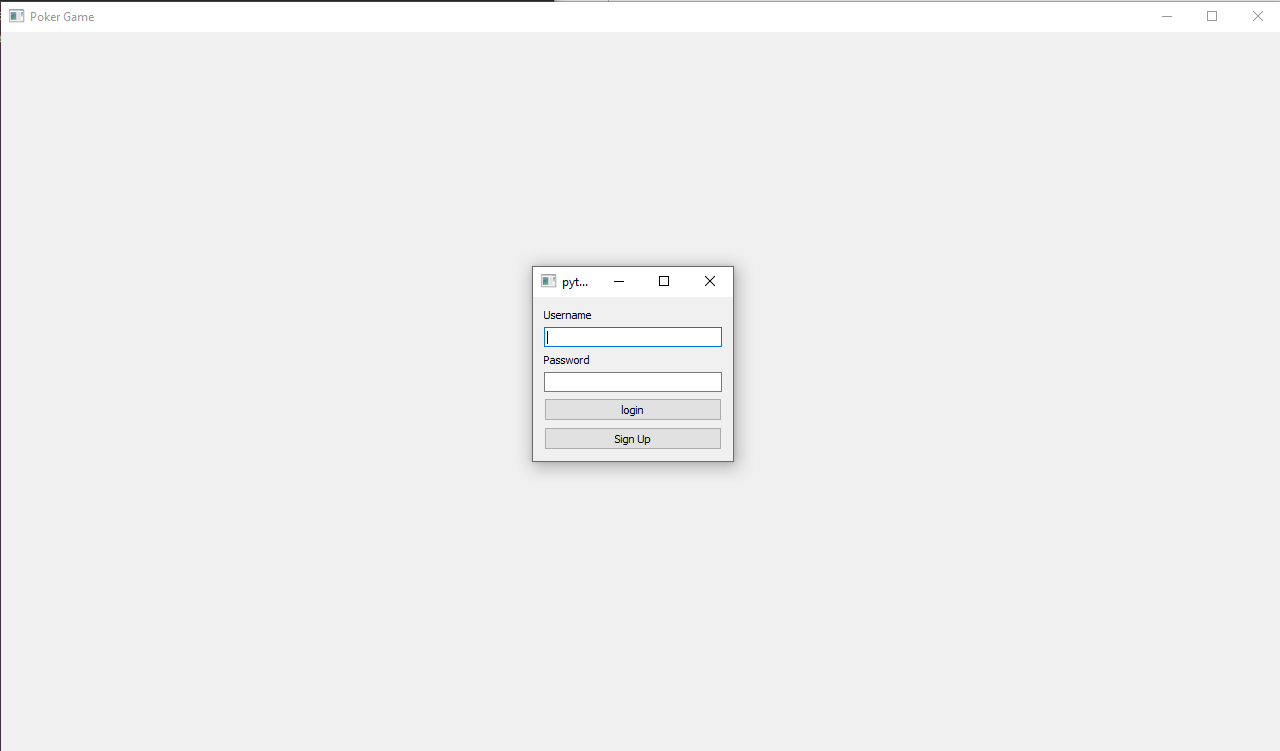 Poker Game
pyt...
Username
Password
login
Sign Up